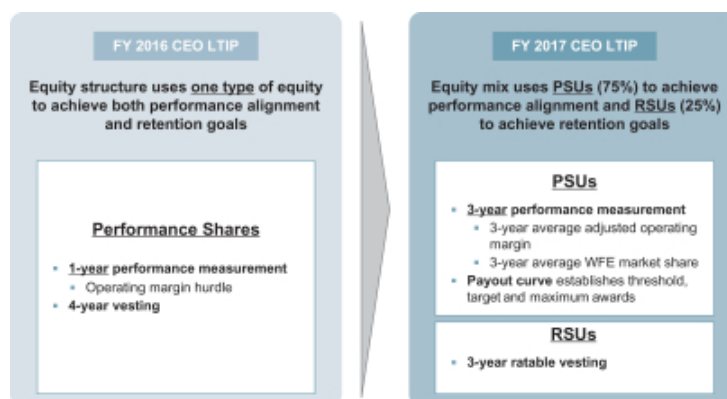 FY 2016 CEO LTIP
Equity structure uses one type of equity
to achieve both performance alignment
and retention goals
Performance Shares
1-year performance measurement
Operating margin hurdle
4-year vesting
FY 2017 CEO LTIP
Equity mix uses PSUs (75%) to achieve
performance alignment and RSUs (25%)
to achieve retention goals
PSUs
3-year performance measurement
3-year average adjusted operating
margin
3-year average WFE market share
Payout curve establishes threshold,
target and maximum awards
RSUs
3-year ratable vesting